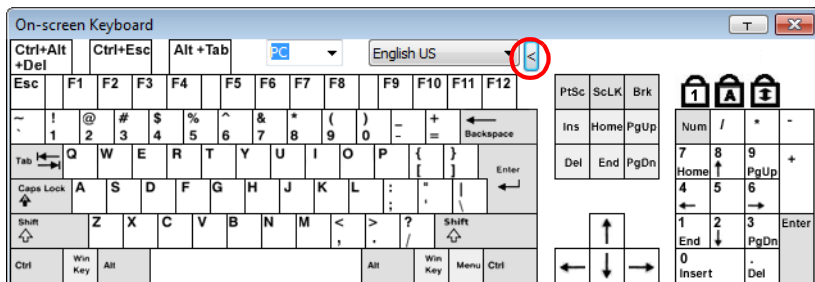 On-screen Keyboard
T X
Ctrl+Alt +Del Ctrl+Esc Alt +Tab PC English US <
Esc F1 F2 F3 F4 F5 F6 F7 F8 F9 F10 F11 F12
PtSc ScLK Brk
1 A
~ ` ! 1 @ 2 # 3 $ 4 % 5 ^ 6 & 7 * 8 ( 9 ) 0 _ - + = Backspace
Ins Home PgUp
Num / * -
Tab Q W E R T Y U I O P { [ } ] Enter
Del End PgDn
7 Home 8 9 PgUp +
Caps Lock A S D F G H J K L : ; " ' | \
4 5 6
Shift Z X C V B N M < , > . ? / Shift
1 End 2 3 PgDn Enter
Ctrl Win Key Alt Alt Win Key Menu Ctrl
0 Insert . Del